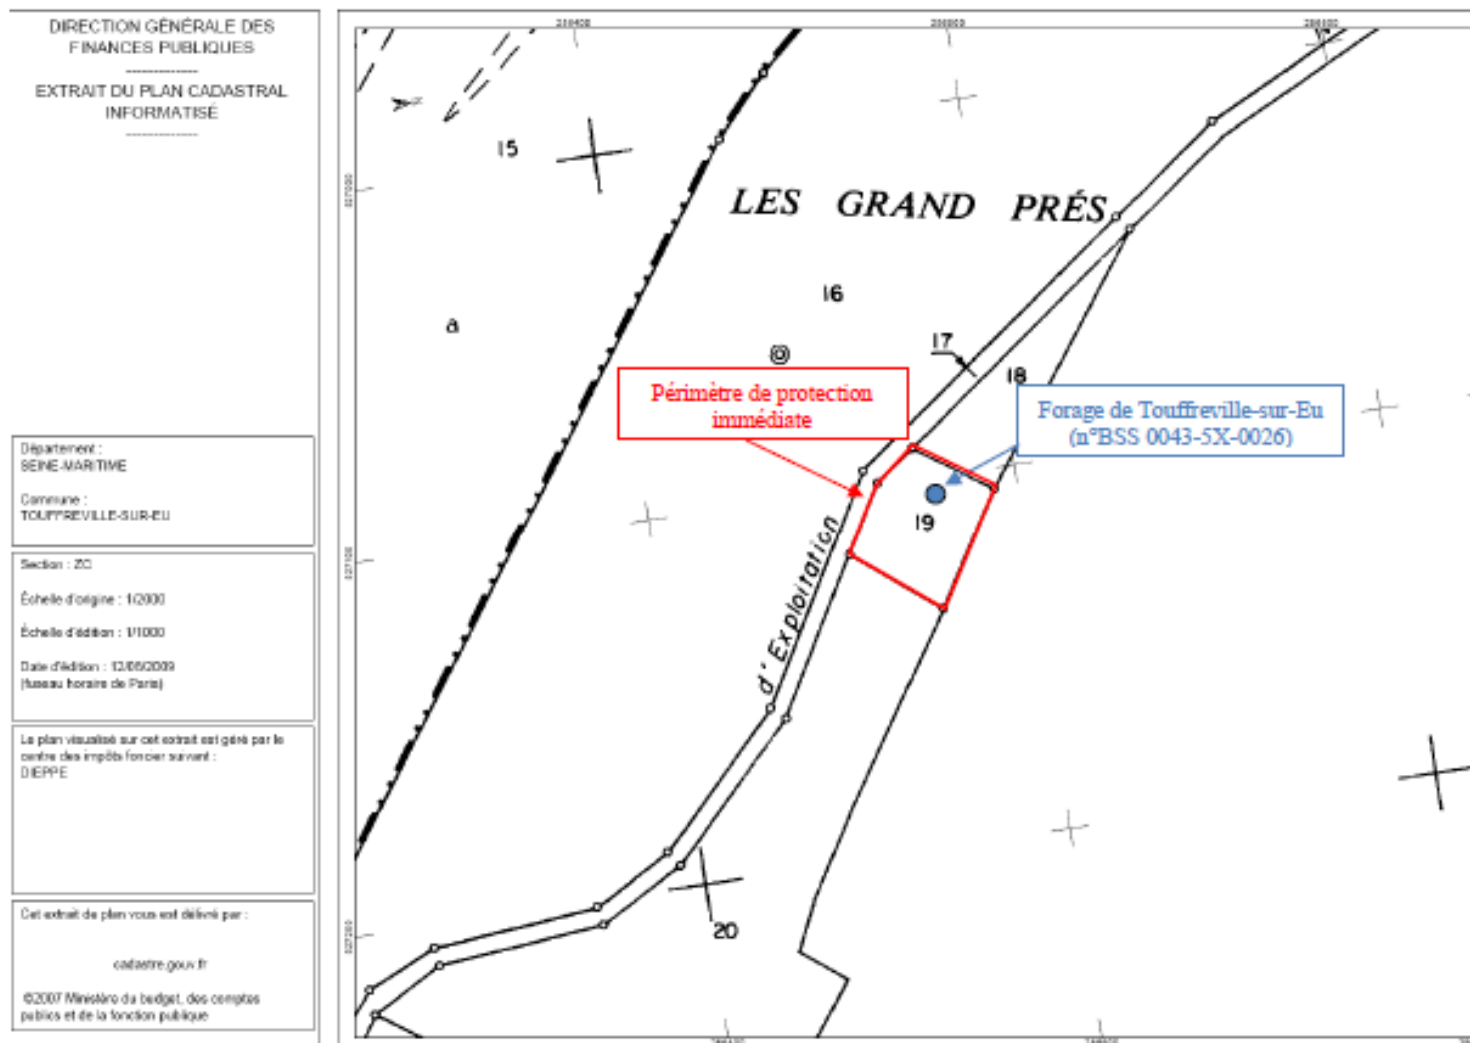 DIRECTION GÉNÉRALE DES
FINANCES PUBLIQUES
--------------
EXTRAIT DU PLAN CADASTRAL
INFORMATISÉ
--------------
Département :
SEINE-MARITIME
Commune :
TOUFFREVILLE-SUR-EU
Section : ZC
Échelle d'origine : 1/2000
Échelle d'édition : 1/1000
Date d'édition : 12/08/2009
(fuseau horaire de Paris)
Le plan visualisé sur cet extrait est géré par le
centre des impôts foncier suivant :
DIEPPE
Cet extrait de plan vous est délivré par :
cadastre.gouv.fr
©2007 Ministère du budget, des comptes
publics et de la fonction publique
15
LES GRAND PRÉS
16
a
17
18
Périmètre de protection
immédiate
Forage de Touffreville-sur-Eu
(n°BSS 0043-5X-0026)
19
d'Exploitation
20